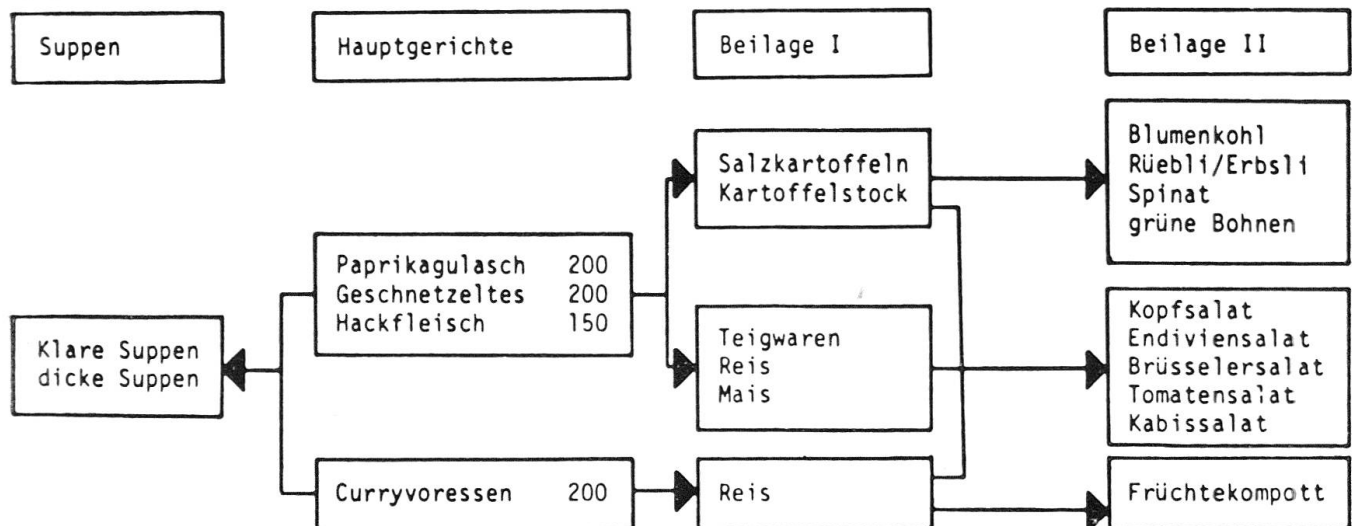 Suppen
Hauptgerichte
Beilage I
Beilage II
Klare Suppen
dicke Suppen
Paprikagulasch 200
Geschnetzeltes 200
Hackfleisch 150
Curryvoressen 200
Salzkartoffeln
Kartoffelstock
Teigwaren
Reis
Mais
Reis
Blumenkohl
Rüebli/Erbsli
Spinat
grüne Bohnen
Kopfsalat
Endiviensalat
Brüsselersalat
Tomatensalat
Kabissalat
Früchtekompott